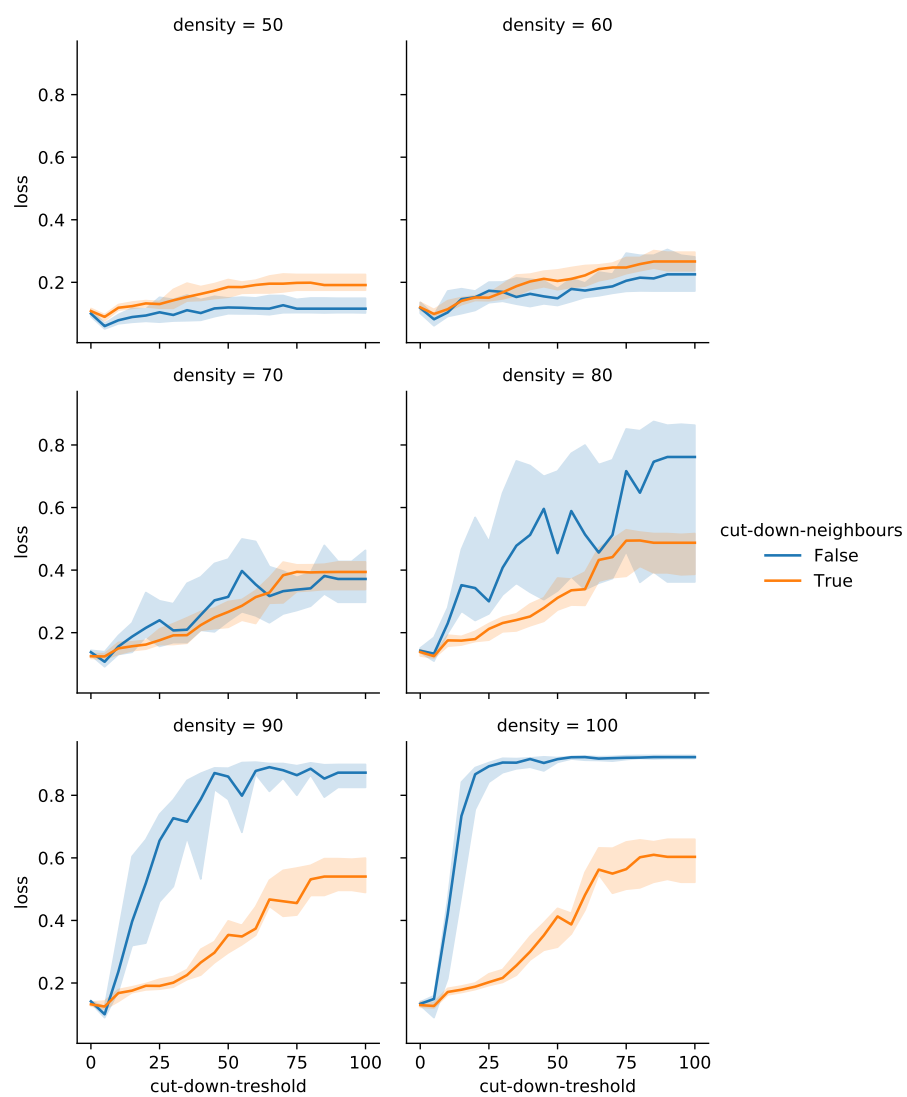 density = 50
density = 60
0.8
0.6
0.4
0.2
loss
density = 70
density = 80
0.8
0.6
0.4
0.2
loss
cut-down-neighbours
False
True
density = 90
density = 100
0.8
0.6
0.4
0.2
loss
0 25 50 75 100
0 25 50 75 100
cut-down-treshold
cut-down-treshold